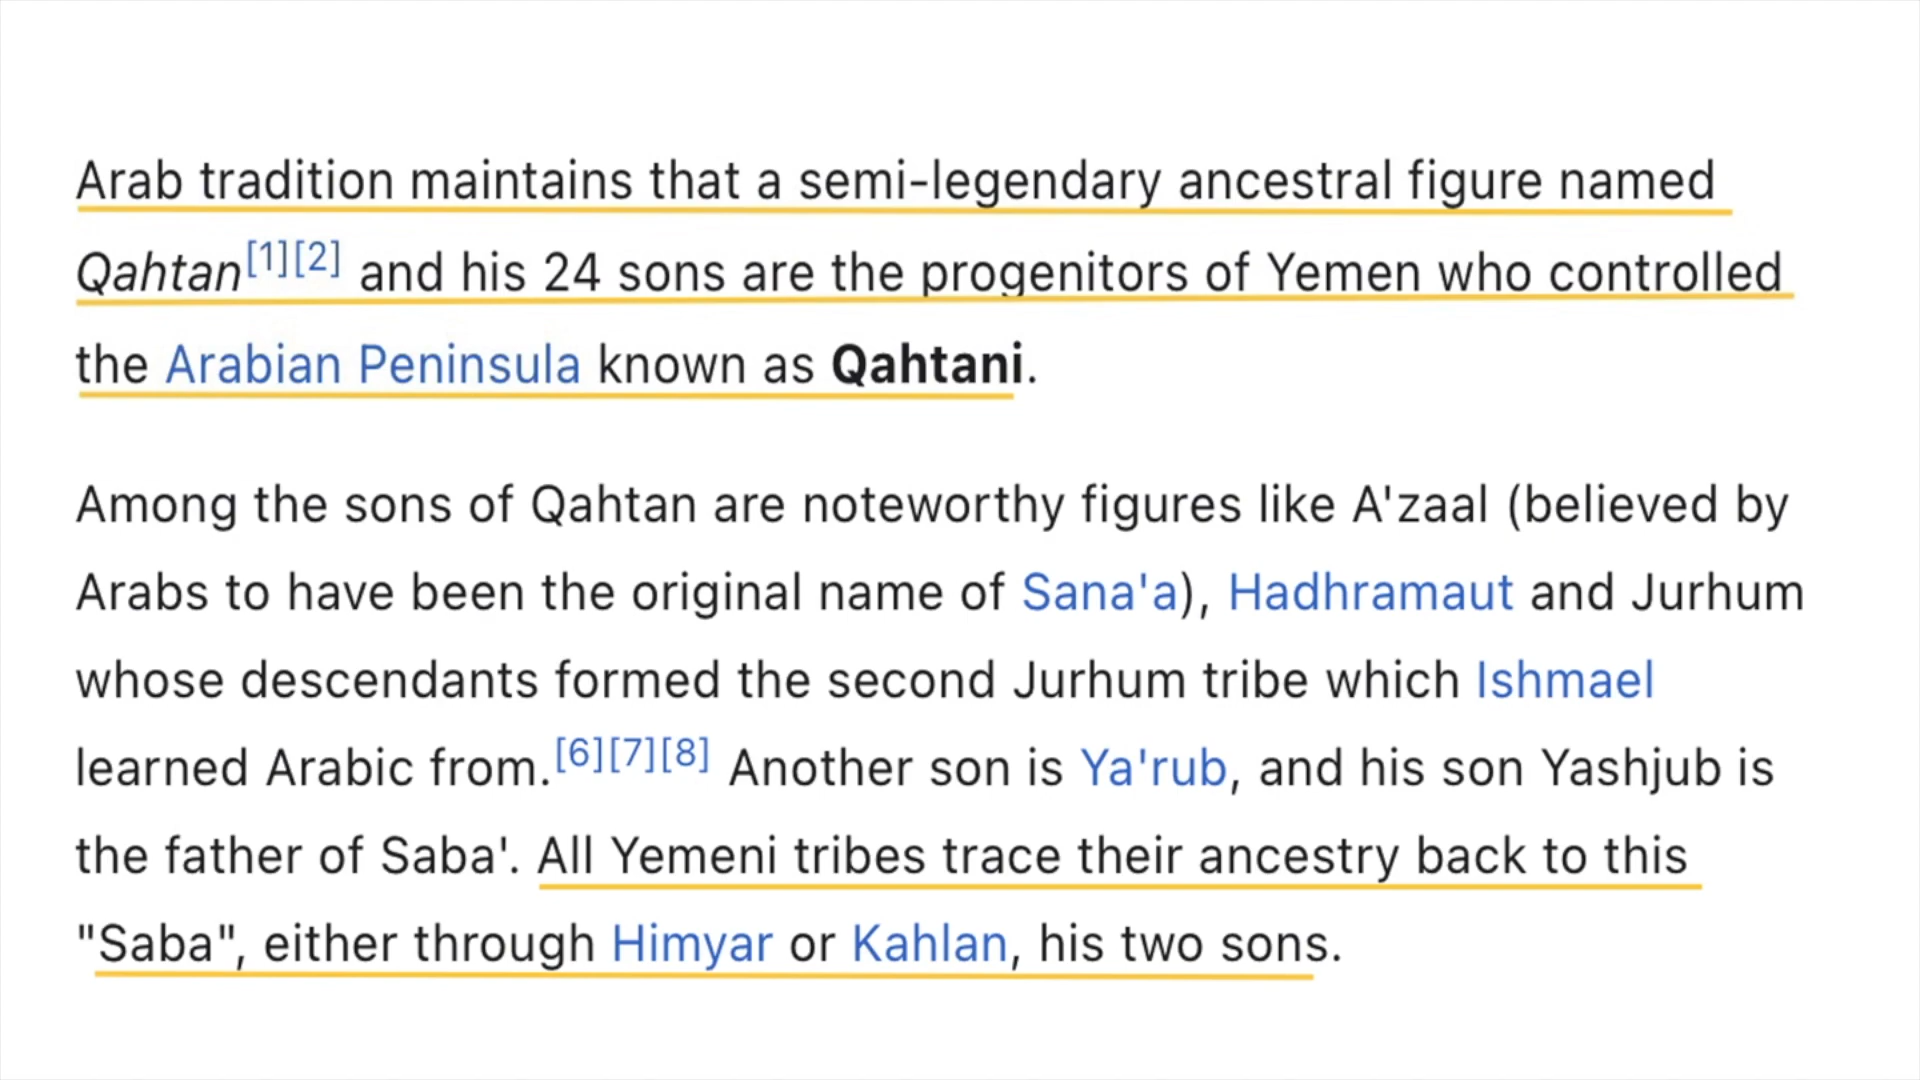 Arab tradition maintains that a semi-legendary ancestral figure named
Qahtan[1][2] and his 24 sons are the progenitors of Yemen who controlled
the Arabian Peninsula known as Qahtani.
Among the sons of Qahtan are noteworthy figures like A'zaal (believed by
Arabs to have been the original name of Sana'a), Hadhramaut and Jurhum
whose descendants formed the second Jurhum tribe which Ishmael
learned Arabic from.[6][7][8] Another son is Ya'rub, and his son Yashjub is
the father of Saba'. All Yemeni tribes trace their ancestry back to this
"Saba", either through Himyar or Kahlan, his two sons.